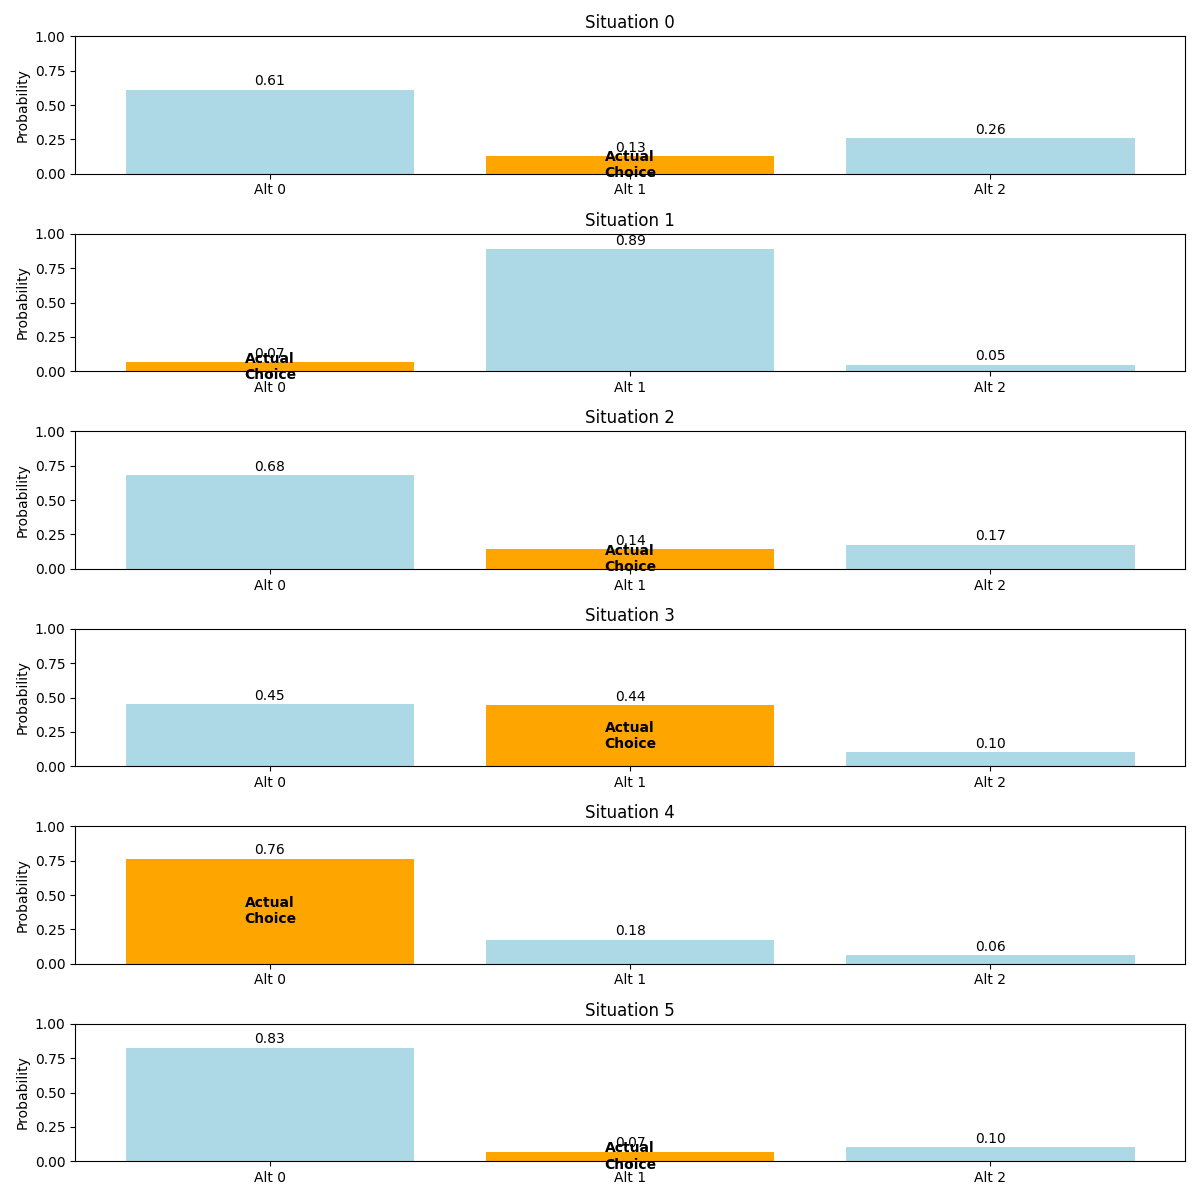 Situation 0
1.00
0.75
0.50
0.25
0.00
Probability
0.61
0.13
0.26
Actual
Choice
Alt 0
Alt 1
Alt 2
Situation 1
1.00
0.75
0.50
0.25
0.00
Probability
0.07
0.89
0.05
Actual
Choice
Alt 0
Alt 1
Alt 2
Situation 2
1.00
0.75
0.50
0.25
0.00
Probability
0.68
0.14
0.17
Actual
Choice
Alt 0
Alt 1
Alt 2
Situation 3
1.00
0.75
0.50
0.25
0.00
Probability
0.45
0.44
0.10
Actual
Choice
Alt 0
Alt 1
Alt 2
Situation 4
1.00
0.75
0.50
0.25
0.00
Probability
0.76
0.18
0.06
Actual
Choice
Alt 0
Alt 1
Alt 2
Situation 5
1.00
0.75
0.50
0.25
0.00
Probability
0.83
0.07
0.10
Actual
Choice
Alt 0
Alt 1
Alt 2